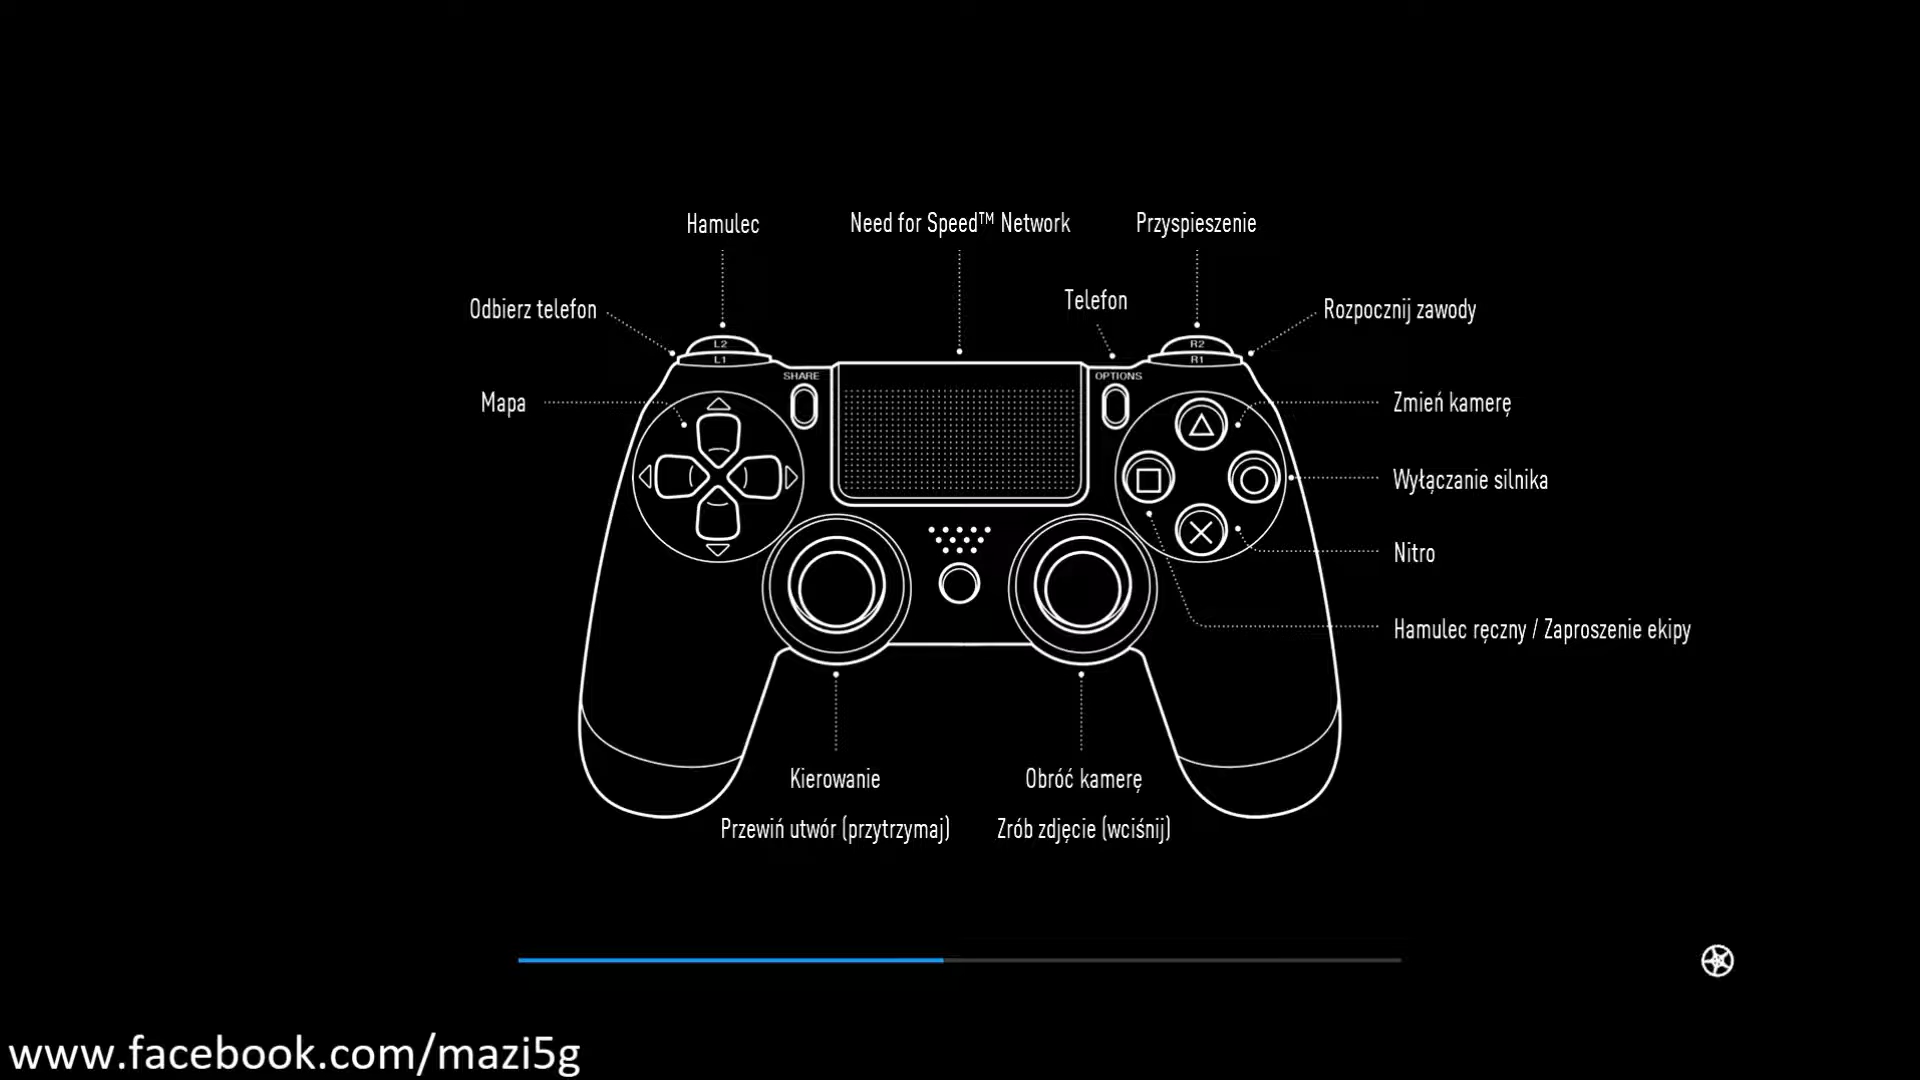 Hamulec
Need for Speed™ Network
Przyspieszenie
Odbierz telefon
Telefon
Rozpocznij zawody
L2
L1
R2
R1
SHARE
OPTIONS
Mapa
Zmień kamerę
Wyłączanie silnika
Nitro
Hamulec ręczny / Zaproszenie ekipy
Kierowanie
Obróć kamerę
Przewiń utwór (przytrzymaj)
Zrób zdjęcie (wciśnij)
www.facebook.com/mazi5g